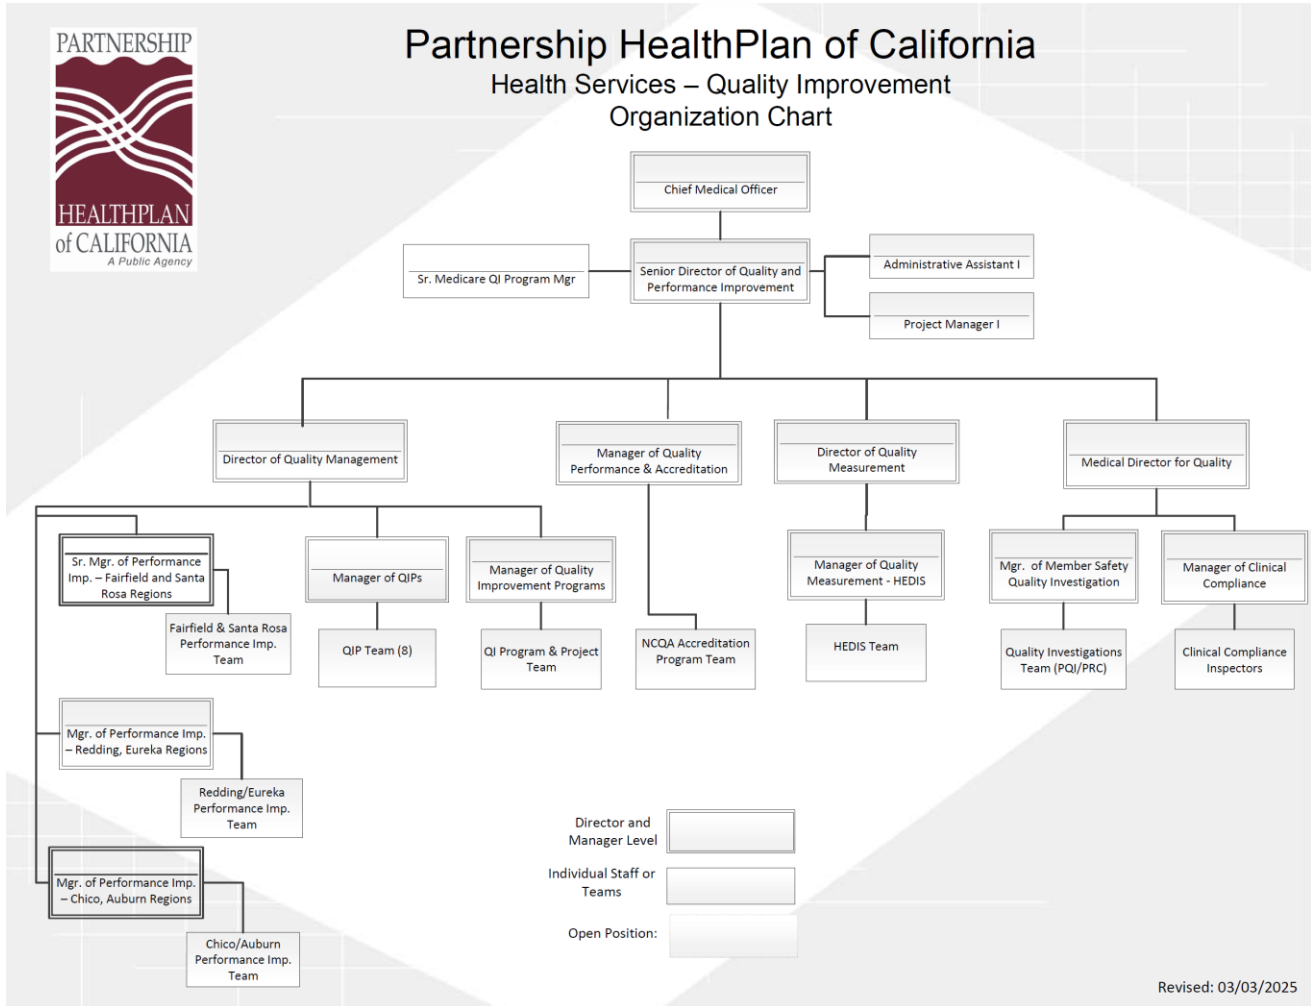 PARTNERSHIP
HEALTHPLAN
of CALIFORNIA
A Public Agency
Partnership HealthPlan of California
Health Services – Quality Improvement
Organization Chart
Chief Medical Officer
Sr. Medicare QI Program Mgr
Senior Director of Quality and
Performance Improvement
Administrative Assistant I
Project Manager I
Director of Quality Management
Manager of Quality
Performance & Accreditation
Director of Quality
Measurement
Medical Director for Quality
Sr. Mgr. of Performance
Imp. – Fairfield and Santa
Rosa Regions
Manager of QIPs
Manager of Quality
Improvement Programs
Manager of Quality
Measurement - HEDIS
Mgr. of Member Safety
Quality Investigation
Manager of Clinical
Compliance
Fairfield & Santa Rosa
Performance Imp.
Team
QIP Team (8)
QI Program & Project
Team
NCQA Accreditation
Program Team
HEDIS Team
Quality Investigations
Team (PQI/PRC)
Clinical Compliance
Inspectors
Mgr. of Performance Imp.
– Redding, Eureka Regions
Redding/Eureka
Performance Imp.
Team
Mgr. of Performance Imp.
– Chico, Auburn Regions
Chico/Auburn
Performance Imp.
Team
Director and
Manager Level
Individual Staff or
Teams
Open Position:
Revised: 03/03/2025